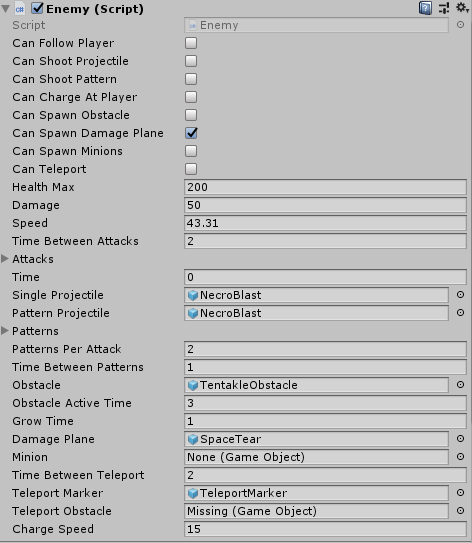 Enemy (Script)
Script Enemy
Can Follow Player
Can Shoot Projectile
Can Shoot Pattern
Can Charge At Player
Can Spawn Obstacle
Can Spawn Damage Plane
Can Spawn Minions
Can Teleport
Health Max 200
Damage 50
Speed 43.31
Time Between Attacks 2
Attacks
Time 0
Single Projectile NecroBlast
Pattern Projectile NecroBlast
Patterns
Patterns Per Attack 2
Time Between Patterns 1
Obstacle TentakleObstacle
Obstacle Active Time 3
Grow Time 1
Damage Plane SpaceTear
Minion None (Game Object)
Time Between Teleport 2
Teleport Marker TeleportMarker
Teleport Obstacle Missing (Game Object)
Charge Speed 15